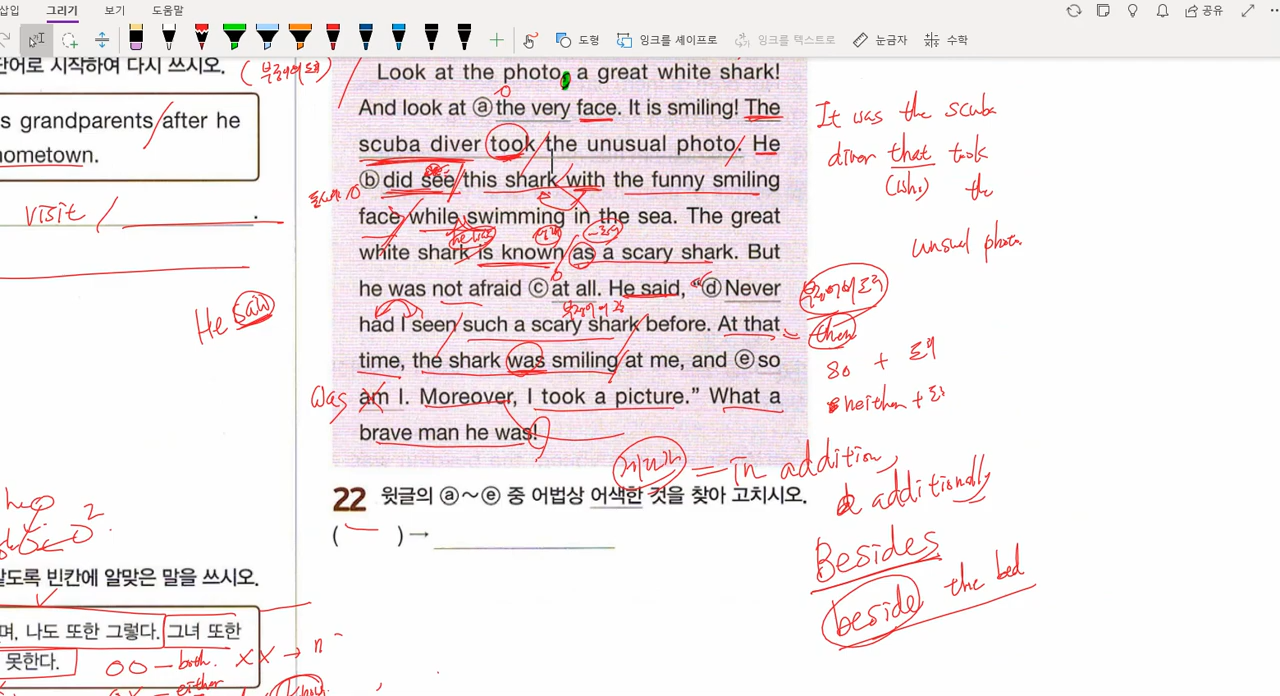 삽입 그리기 보기 도움말 공유
도형 잉크를 셰이프로 잉크를 텍스트로 눈금자 수학
단어로 시작하여 다시 쓰시오. (부정어 도치)
s grandparents after he
hometown.
visit
He saw
알도록 빈칸에 알맞은 말을 쓰시오.
며, 나도 또한 그렇다. 그녀 또한
못한다.
OO – both. XX → n
either
Look at the photo, a great white shark!
And look at ⓐ the very face. It is smiling! The
scuba diver took the unusual photo. He
ⓑ did see this shark with the funny smiling
face while swimming in the sea. The great
white shark is known as a scary shark. But
he was not afraid ⓒ at all. He said, “ⓓ Never
had I seen such a scary shark before. At that
time, the shark was smiling at me, and ⓔ so
was am I. Moreover, I took a picture.” What a
brave man he was!
22 윗글의 ⓐ~ⓔ 중 어법상 어색한 것을 찾아 고치시오.
( ) →
It was the scuba
diver that took
(who) the
unsual photo.
then
so + 도치
neither + 도치
= in addition,
additionally
Besides
beside the bed